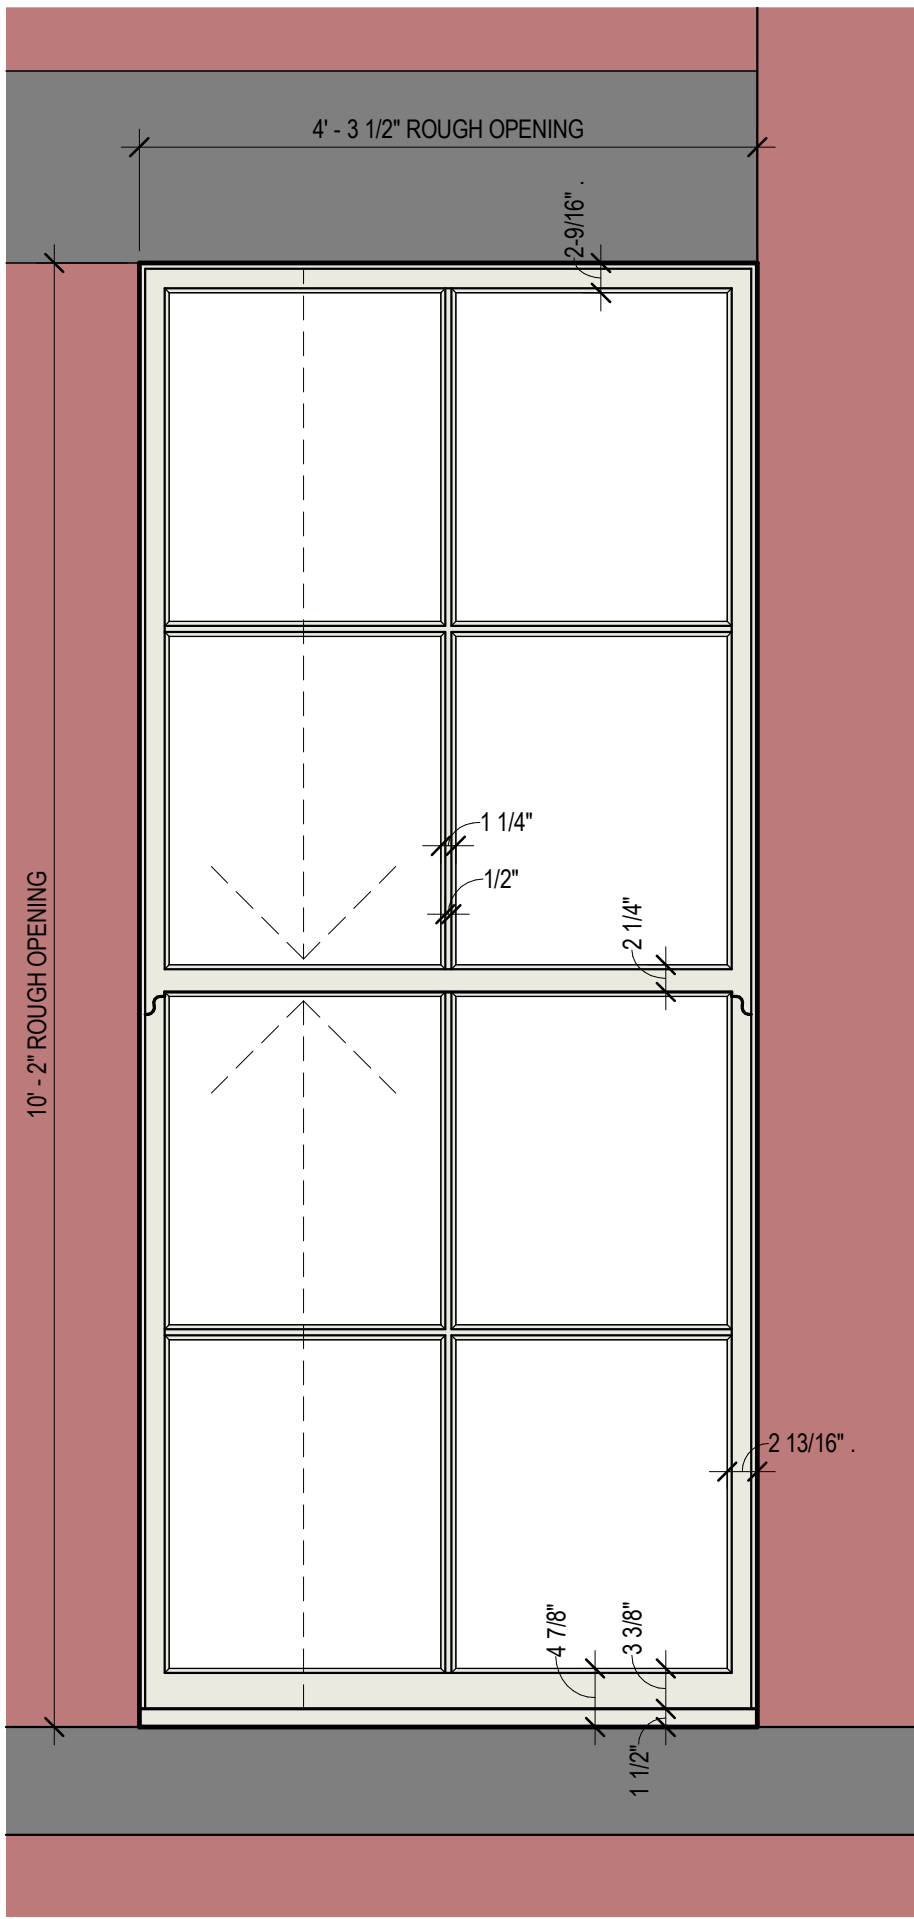 4' - 3 1/2" ROUGH OPENING
2-9/16" .
10' - 2" ROUGH OPENING
1 1/4"
1/2"
2 1/4"
2 13/16" .
4 7/8"
3 3/8"
1 1/2"